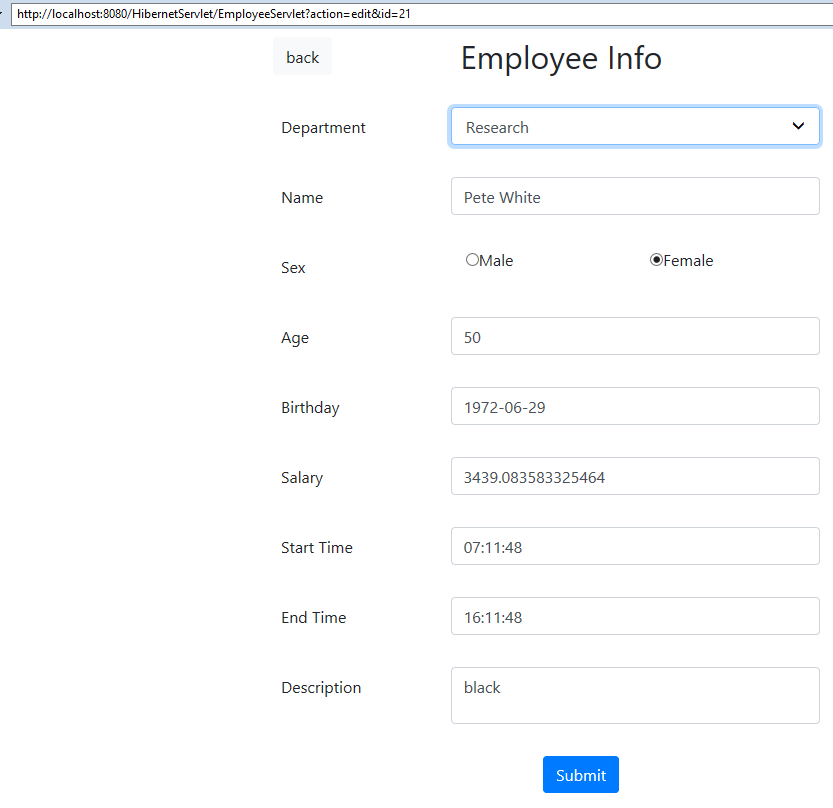 http://localhost:8080/HibernetServlet/EmployeeServlet?action=edit&id=21
back
Employee Info
Department
Research
Name
Pete White
Sex
Male
Female
Age
50
Birthday
1972-06-29
Salary
3439.083583325464
Start Time
07:11:48
End Time
16:11:48
Description
black
Submit